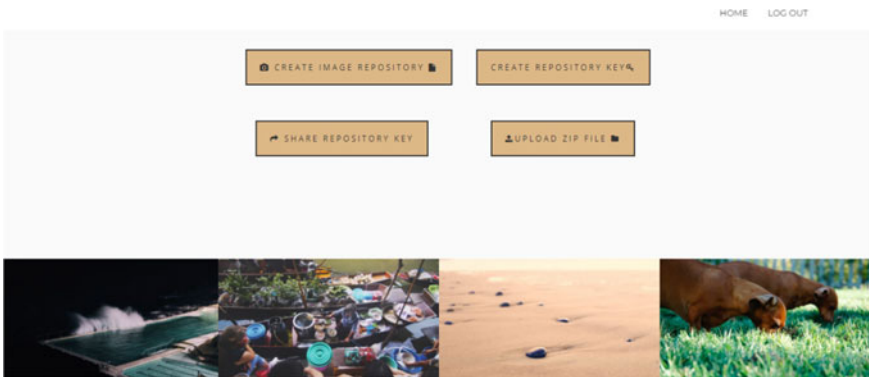 HOME LOG OUT
CREATE IMAGE REPOSITORY CREATE REPOSITORY KEY
SHARE REPOSITORY KEY UPLOAD ZIP FILE